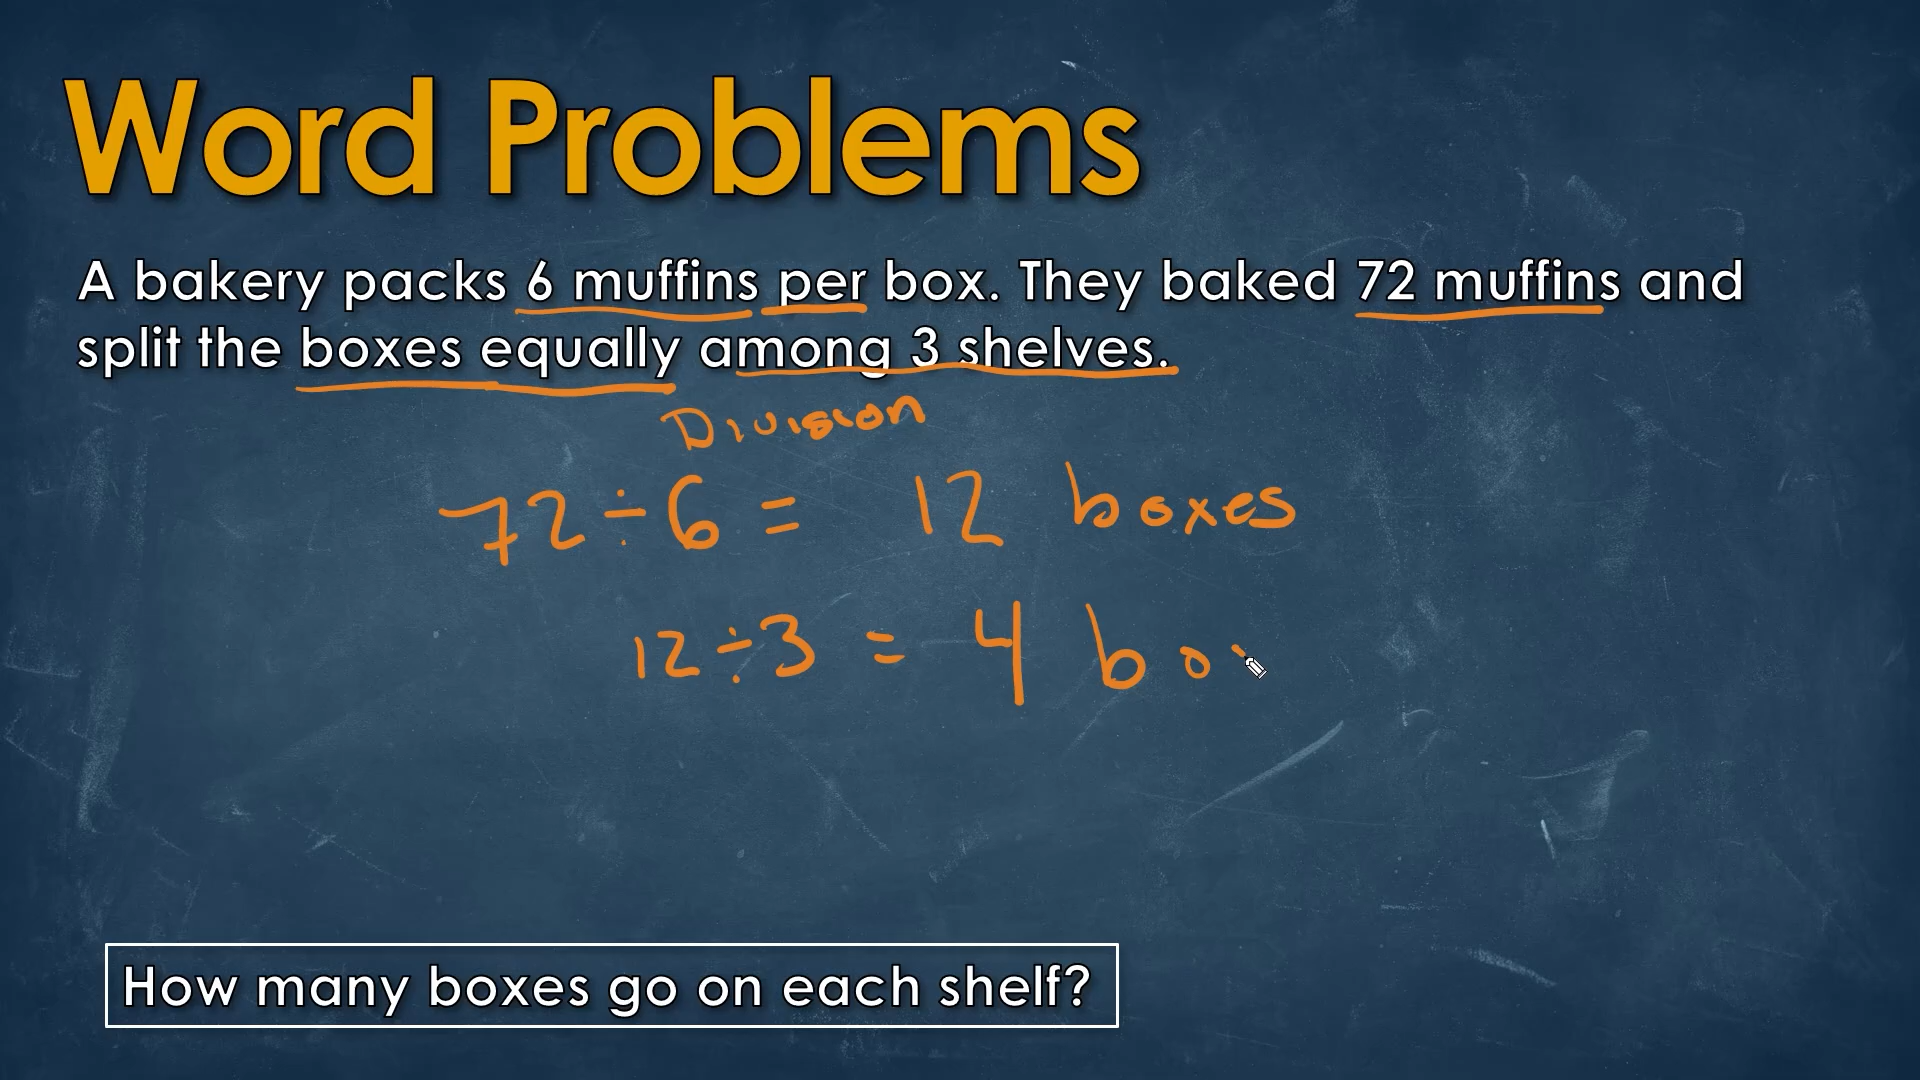 Word Problems
A bakery packs 6 muffins per box. They baked 72 muffins and
split the boxes equally among 3 shelves.
Division
72 ÷ 6 = 12 boxes
12 ÷ 3 = 4 bo
How many boxes go on each shelf?